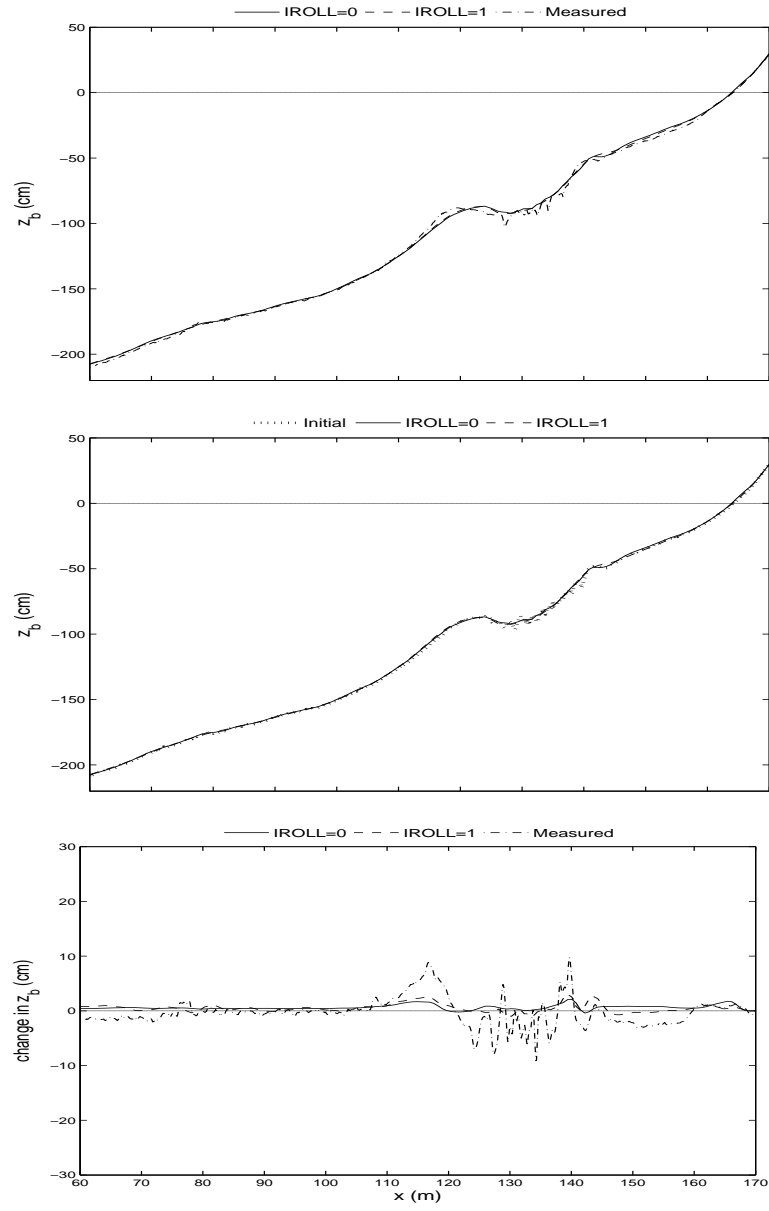 IROLL=0 IROLL=1 Measured
50
0
−50
−100
−150
−200
z_b (cm)
Initial IROLL=0 IROLL=1
50
0
−50
−100
−150
−200
z_b (cm)
IROLL=0 IROLL=1 Measured
30
20
10
0
−10
−20
−30
change in z_b (cm)
60 70 80 90 100 110 120 130 140 150 160 170
x (m)